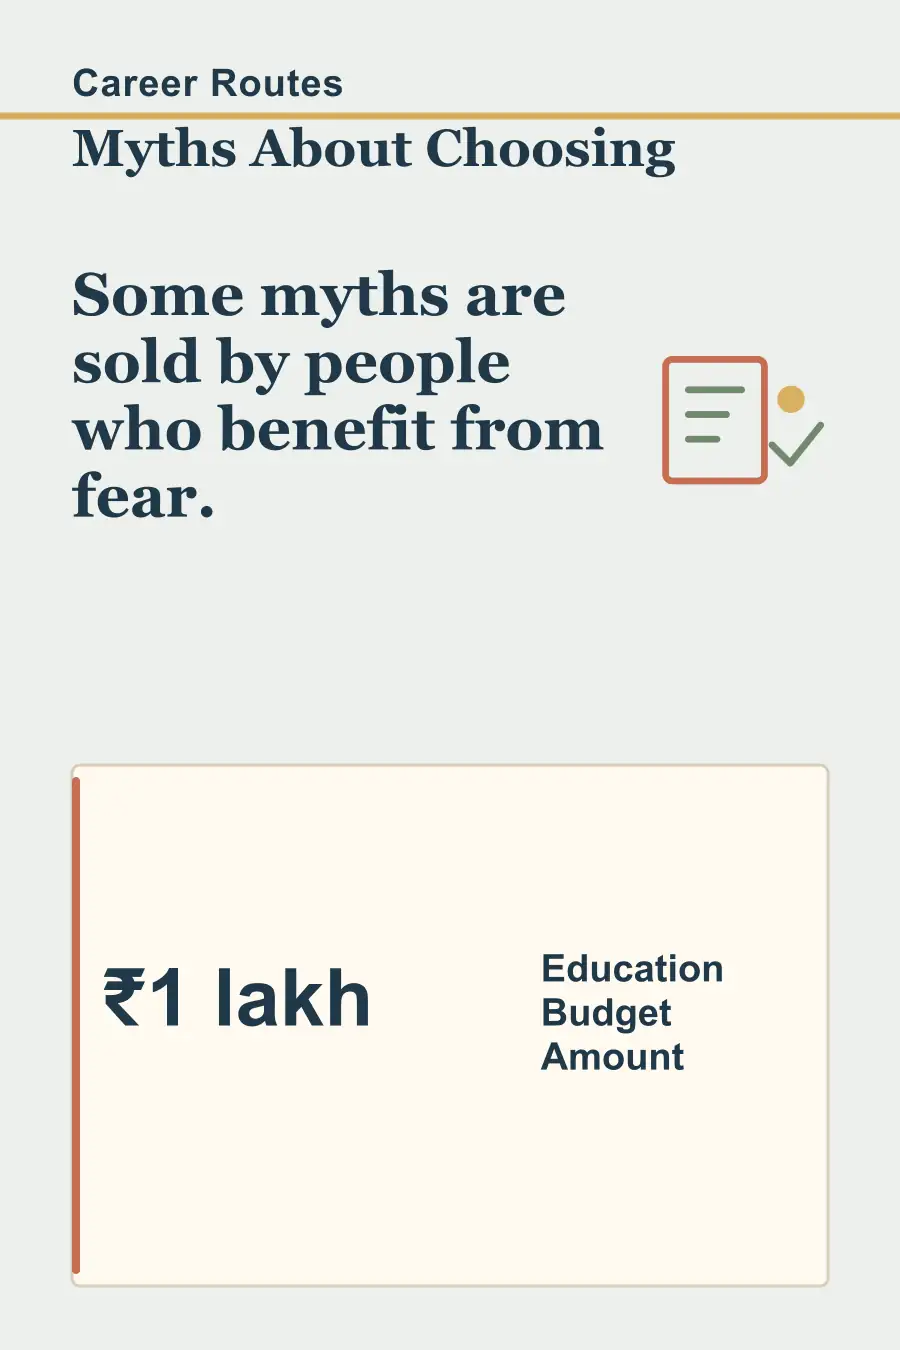 Career Routes
Myths About Choosing
Some myths are
sold by people
who benefit from
fear.
₹1 lakh
Education
Budget
Amount